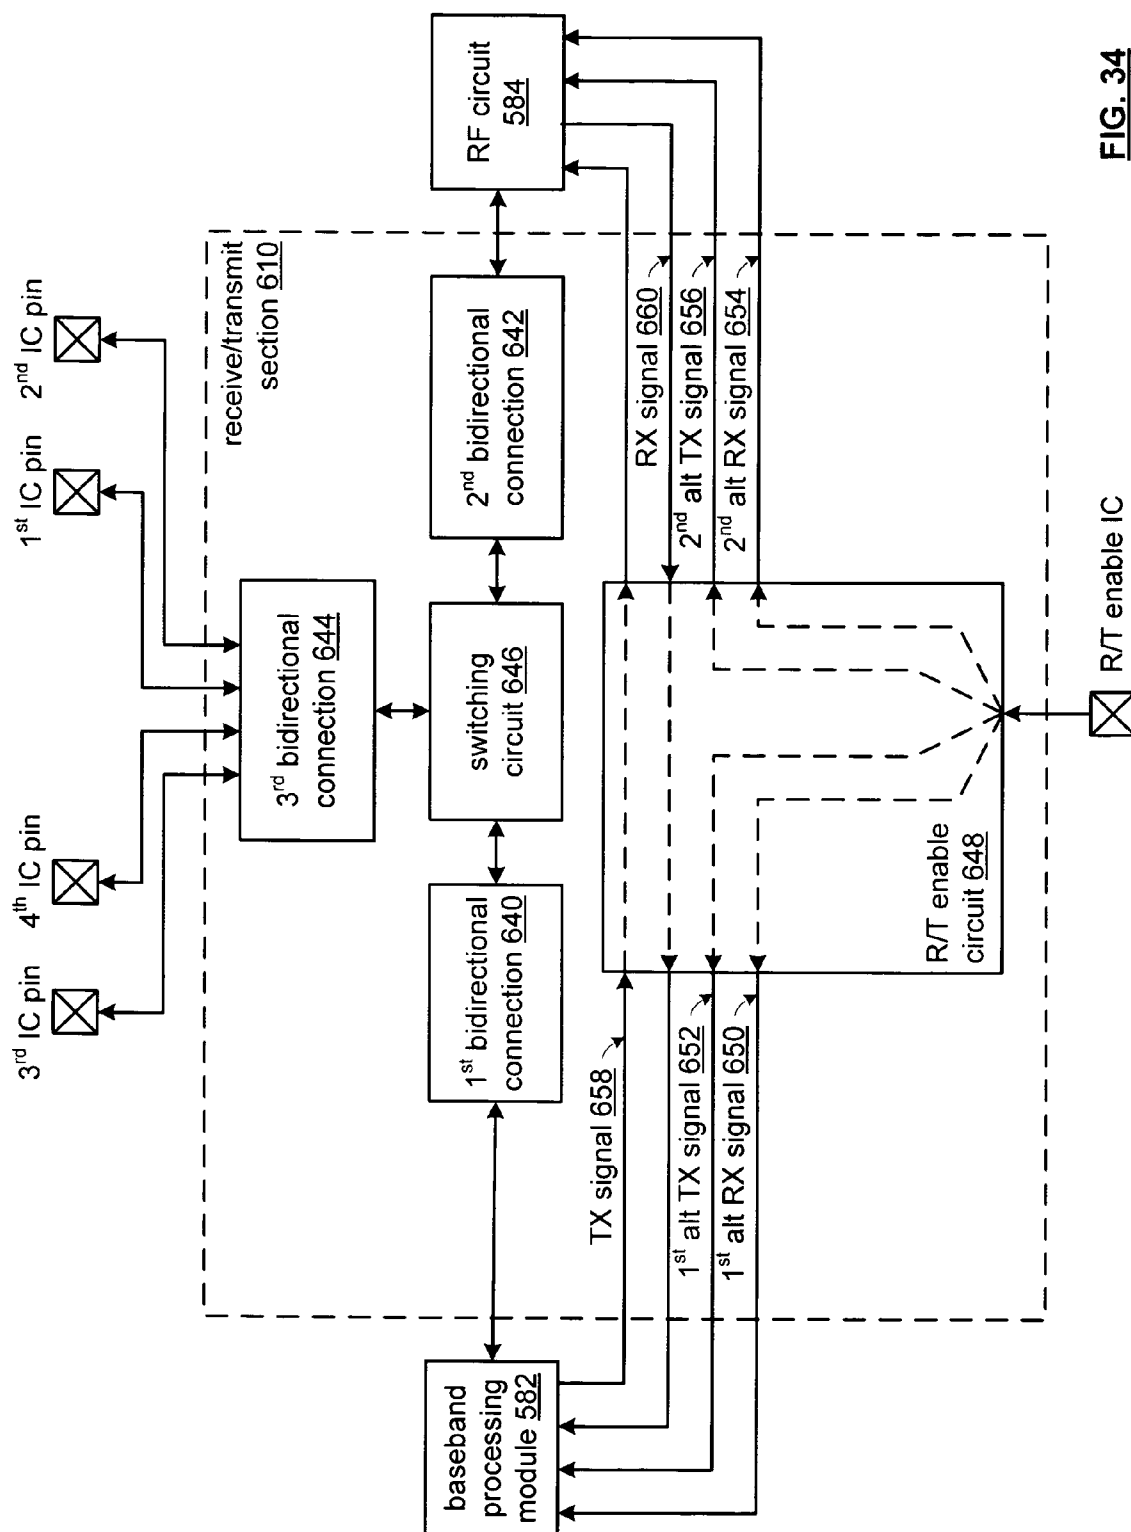 3rd IC pin
4th IC pin
1st IC pin
2nd IC pin
receive/transmit
section 610
3rd bidirectional
connection 644
baseband
processing
module 582
1st bidirectional
connection 640
switching
circuit 646
2nd bidirectional
connection 642
RF circuit
584
TX signal 658
1st alt TX signal 652
1st alt RX signal 650
RX signal 660
2nd alt TX signal 656
2nd alt RX signal 654
R/T enable
circuit 648
R/T enable IC
FIG. 34